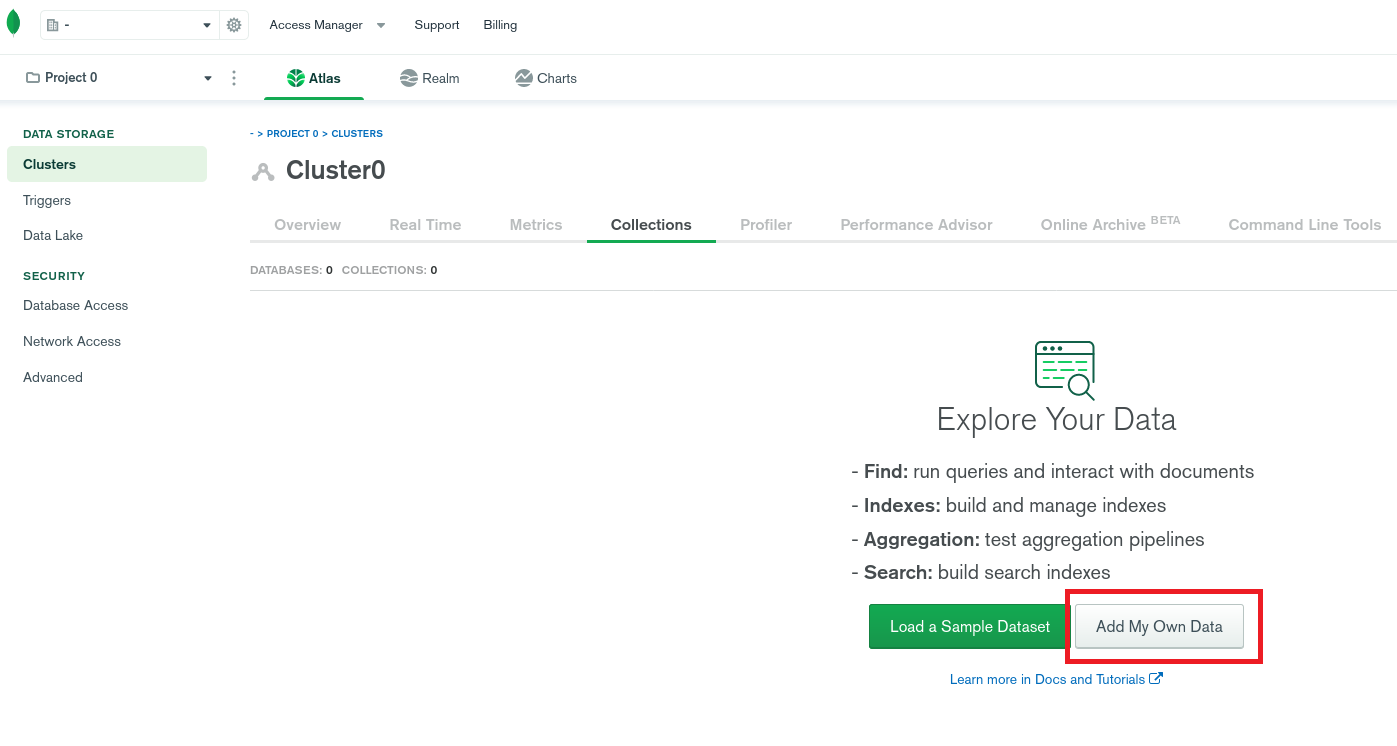 -
Access Manager
Support
Billing
Project 0
Atlas
Realm
Charts
DATA STORAGE
Clusters
Triggers
Data Lake
SECURITY
Database Access
Network Access
Advanced
- > PROJECT 0 > CLUSTERS
Cluster0
Overview
Real Time
Metrics
Collections
Profiler
Performance Advisor
Online Archive BETA
Command Line Tools
DATABASES: 0 COLLECTIONS: 0
Explore Your Data
- Find: run queries and interact with documents
- Indexes: build and manage indexes
- Aggregation: test aggregation pipelines
- Search: build search indexes
Load a Sample Dataset
Add My Own Data
Learn more in Docs and Tutorials